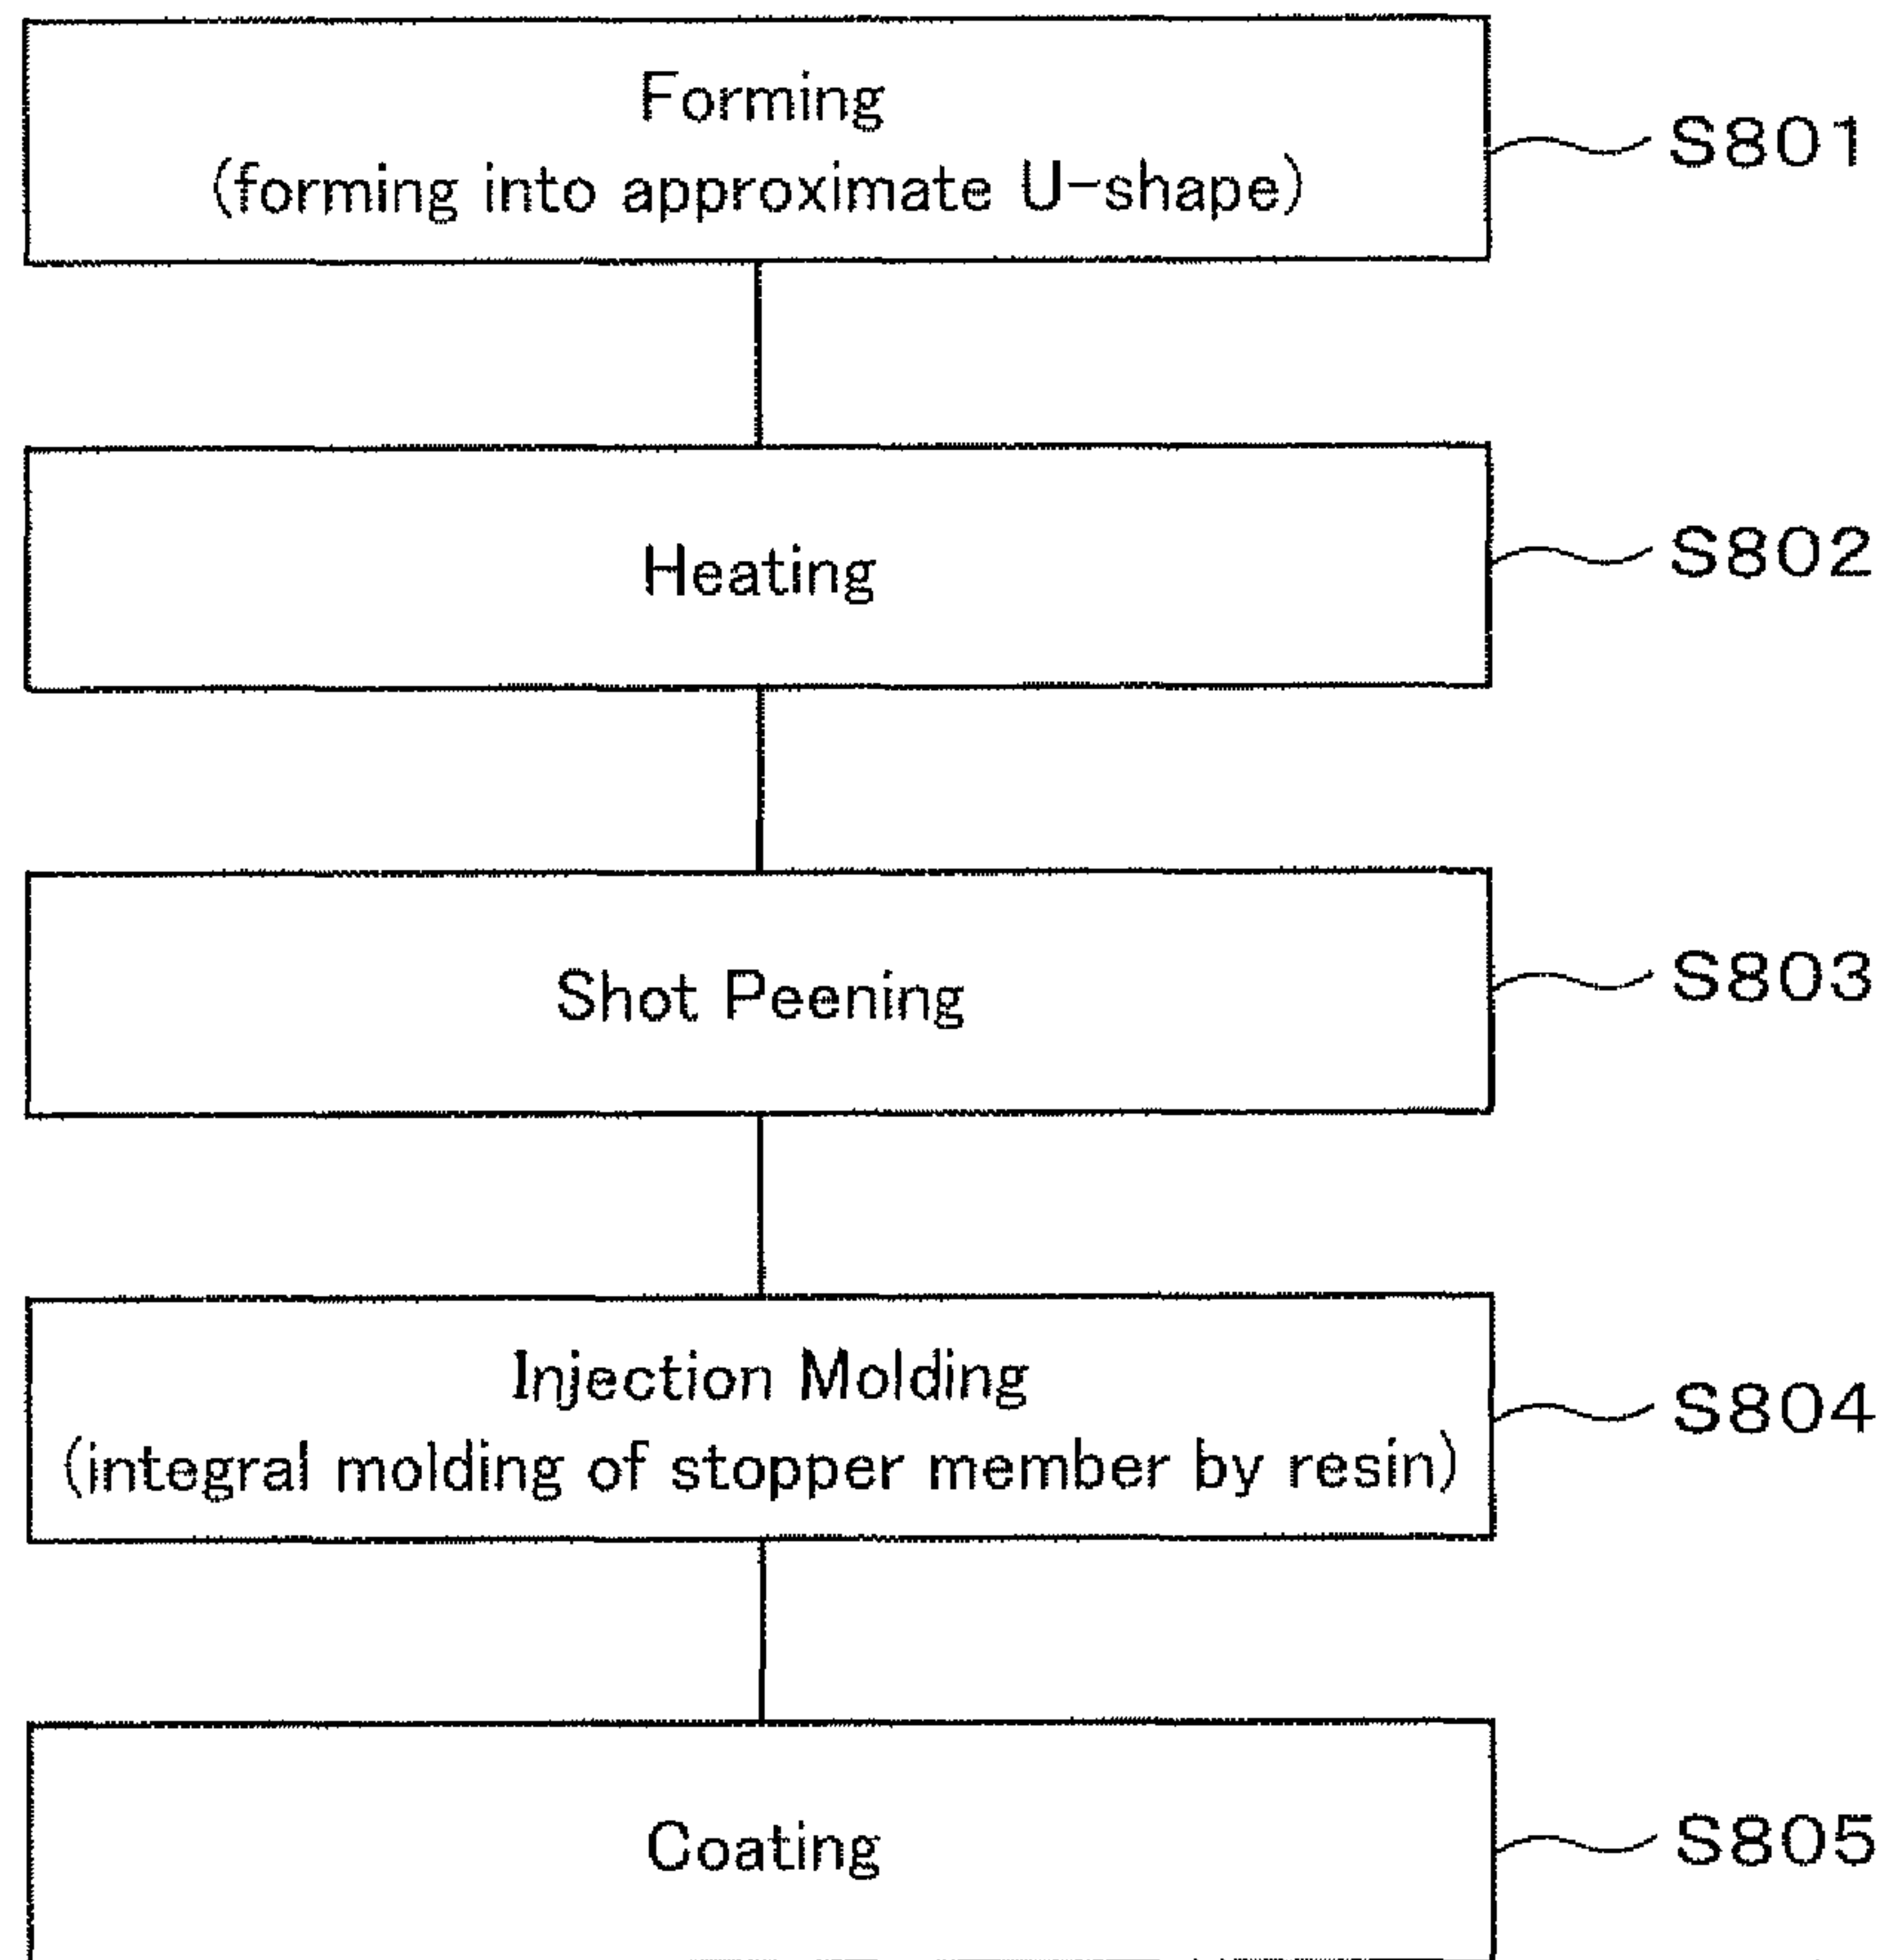 Forming
(forming into approximate U-shape)
S801
Heating
S802
Shot Peening
S803
Injection Molding
(integral molding of stopper member by resin)
S804
Coating
S805